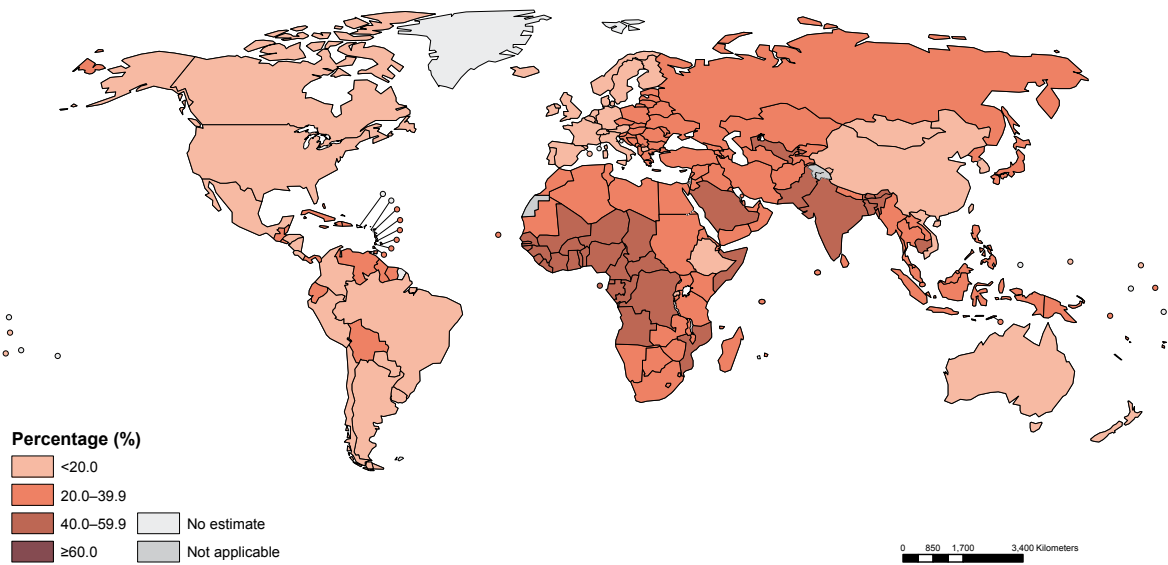 Percentage (%)
<20.0
20.0–39.9
40.0–59.9
≥60.0
No estimate
Not applicable
0 850 1,700 3,400 Kilometers